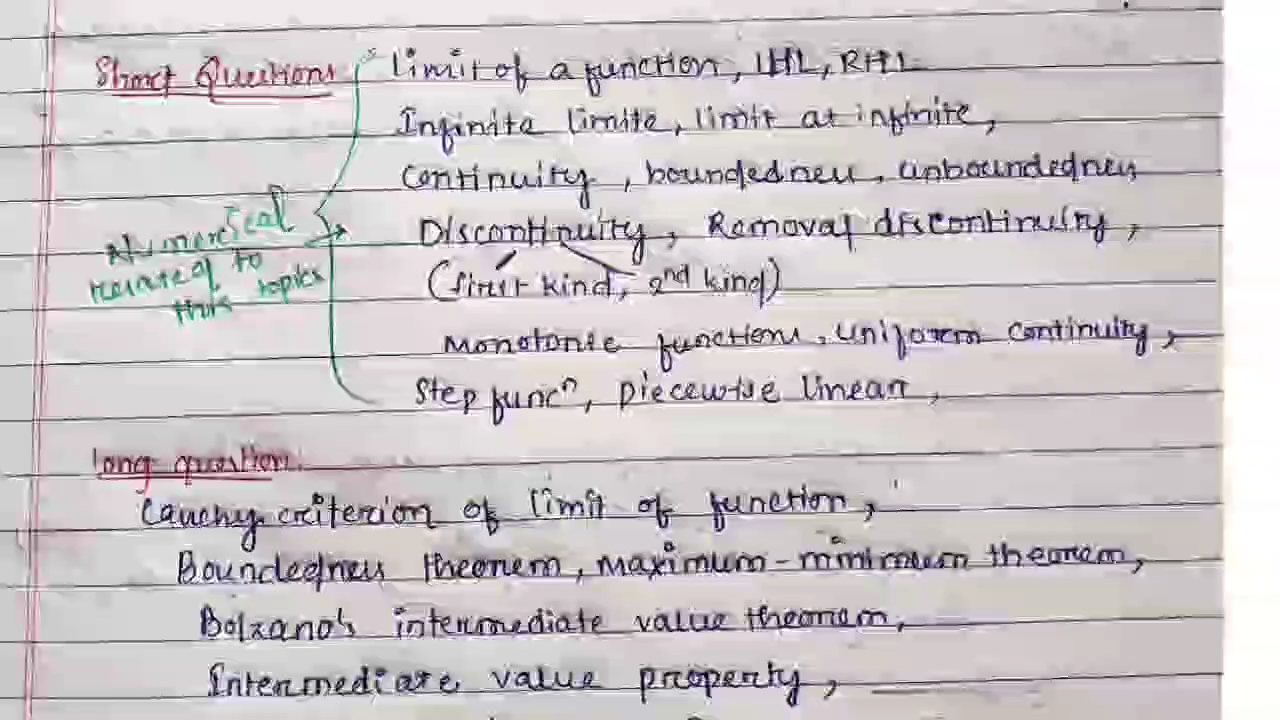 Short Questions
limit of a function, LHL, RHL
Infinite limite, limit at infinite,
Continuity, boundedness, unboundedness
Discontinuity, Removal discontinuity,
(first kind, 2nd kind)
Monotonic functions, Uniform continuity,
Step funcⁿ, piecewise linear,
Numerical
related to
this topics
long question:
Cauchy criterion of limit of function,
Boundedness theorem, maximum-minimum theorem,
Bolzano's intermediate value theorem,
Intermediate value property,